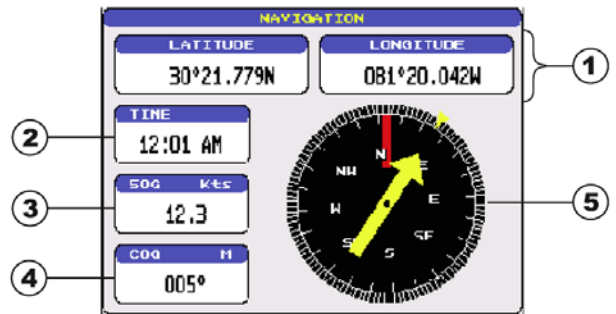 NAVIGATION
LATITUDE
LONGITUDE
30°21.779N
081°20.042W
1
TIME
12:01 AM
2
SOG Kts
12.3
3
COG M
005°
4
N
NW
E
W
E
S
SE
S
5